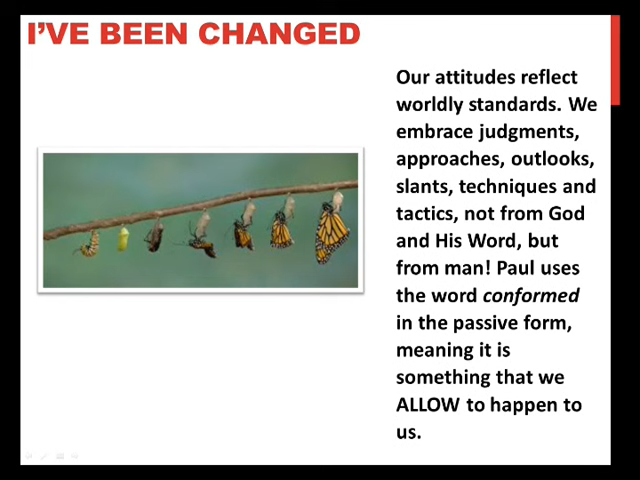 I'VE BEEN CHANGED
Our attitudes reflect
worldly standards. We
embrace judgments,
approaches, outlooks,
slants, techniques and
tactics, not from God
and His Word, but
from man! Paul uses
the word conformed
in the passive form,
meaning it is
something that we
ALLOW to happen to
us.